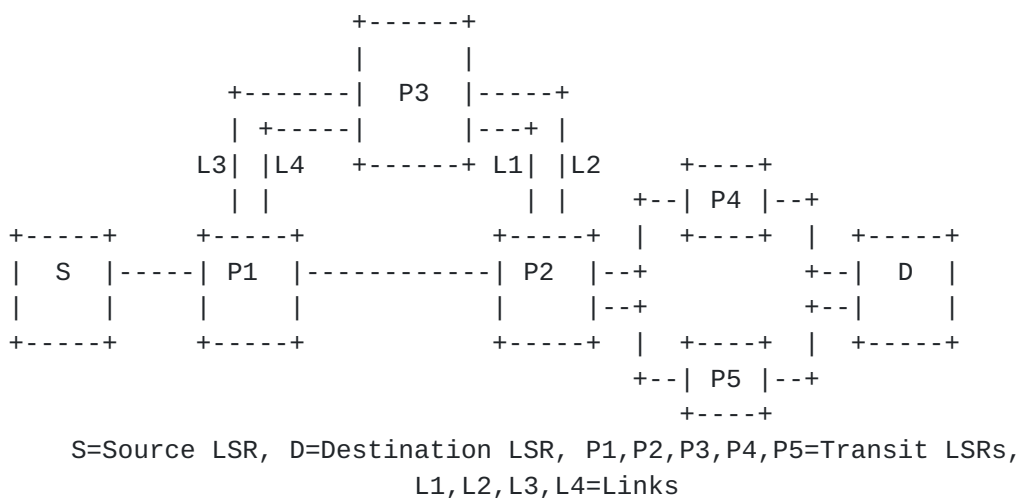 P3
L3 L4 L1 L2
P4
S P1 P2 D
P5
S=Source LSR, D=Destination LSR, P1,P2,P3,P4,P5=Transit LSRs,
L1,L2,L3,L4=Links